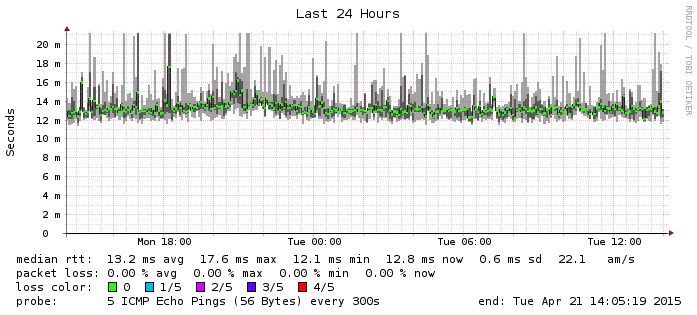 Last 24 Hours
RRDTOOL / TOBI OETIKER
Seconds
20 m
18 m
16 m
14 m
12 m
10 m
8 m
6 m
4 m
2 m
0
Mon 18:00 Tue 00:00 Tue 06:00 Tue 12:00
median rtt: 13.2 ms avg 17.6 ms max 12.1 ms min 12.8 ms now 0.6 ms sd 22.1 am/s
packet loss: 0.00 % avg 0.00 % max 0.00 % min 0.00 % now
loss color: 0 1/5 2/5 3/5 4/5
probe: 5 ICMP Echo Pings (56 Bytes) every 300s end: Tue Apr 21 14:05:19 2015